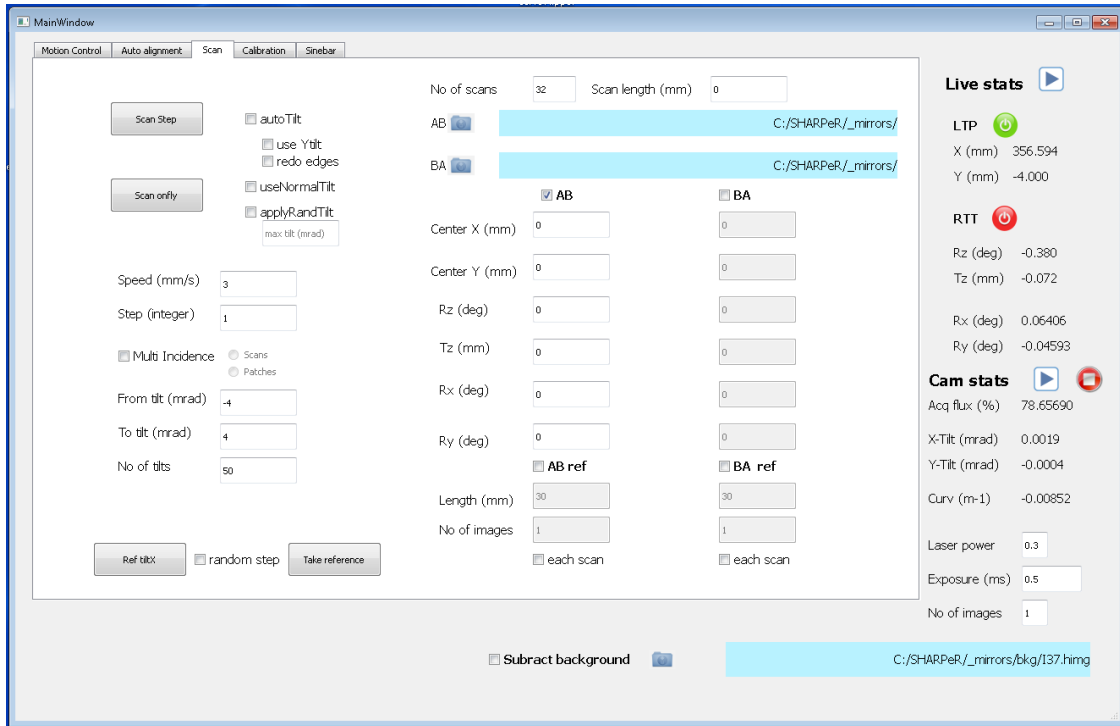 MainWindow
Motion Control Auto alignment Scan Calibration Sinebar
No of scans 32 Scan length (mm) 0
Scan Step autoTilt AB C:/SHARPeR/_mirrors/
use Ytilt
redo edges BA C:/SHARPeR/_mirrors/
Scan onfly useNormalTilt AB BA
applyRandTilt
max tilt (mrad)
Center X (mm) 0 0
Center Y (mm) 0 0
Speed (mm/s) 3
Rz (deg) 0 0
Step (integer) 1
Tz (mm) 0 0
Multi Incidence Scans
Patches
Rx (deg) 0 0
From tilt (mrad) -4
To tilt (mrad) 4
Ry (deg) 0 0
No of tilts 50
AB ref BA ref
Length (mm) 30 30
No of images 1 1
Ref tiltX random step Take reference each scan each scan
Live stats
LTP
X (mm) 356.594
Y (mm) -4.000
RTT
Rz (deg) -0.380
Tz (mm) -0.072
Rx (deg) 0.06406
Ry (deg) -0.04593
Cam stats
Acq flux (%) 78.65690
X-Tilt (mrad) 0.0019
Y-Tilt (mrad) -0.0004
Curv (m-1) -0.00852
Laser power 0.3
Exposure (ms) 0.5
No of images 1
Subract background C:/SHARPeR/_mirrors/bkg/I37.himg